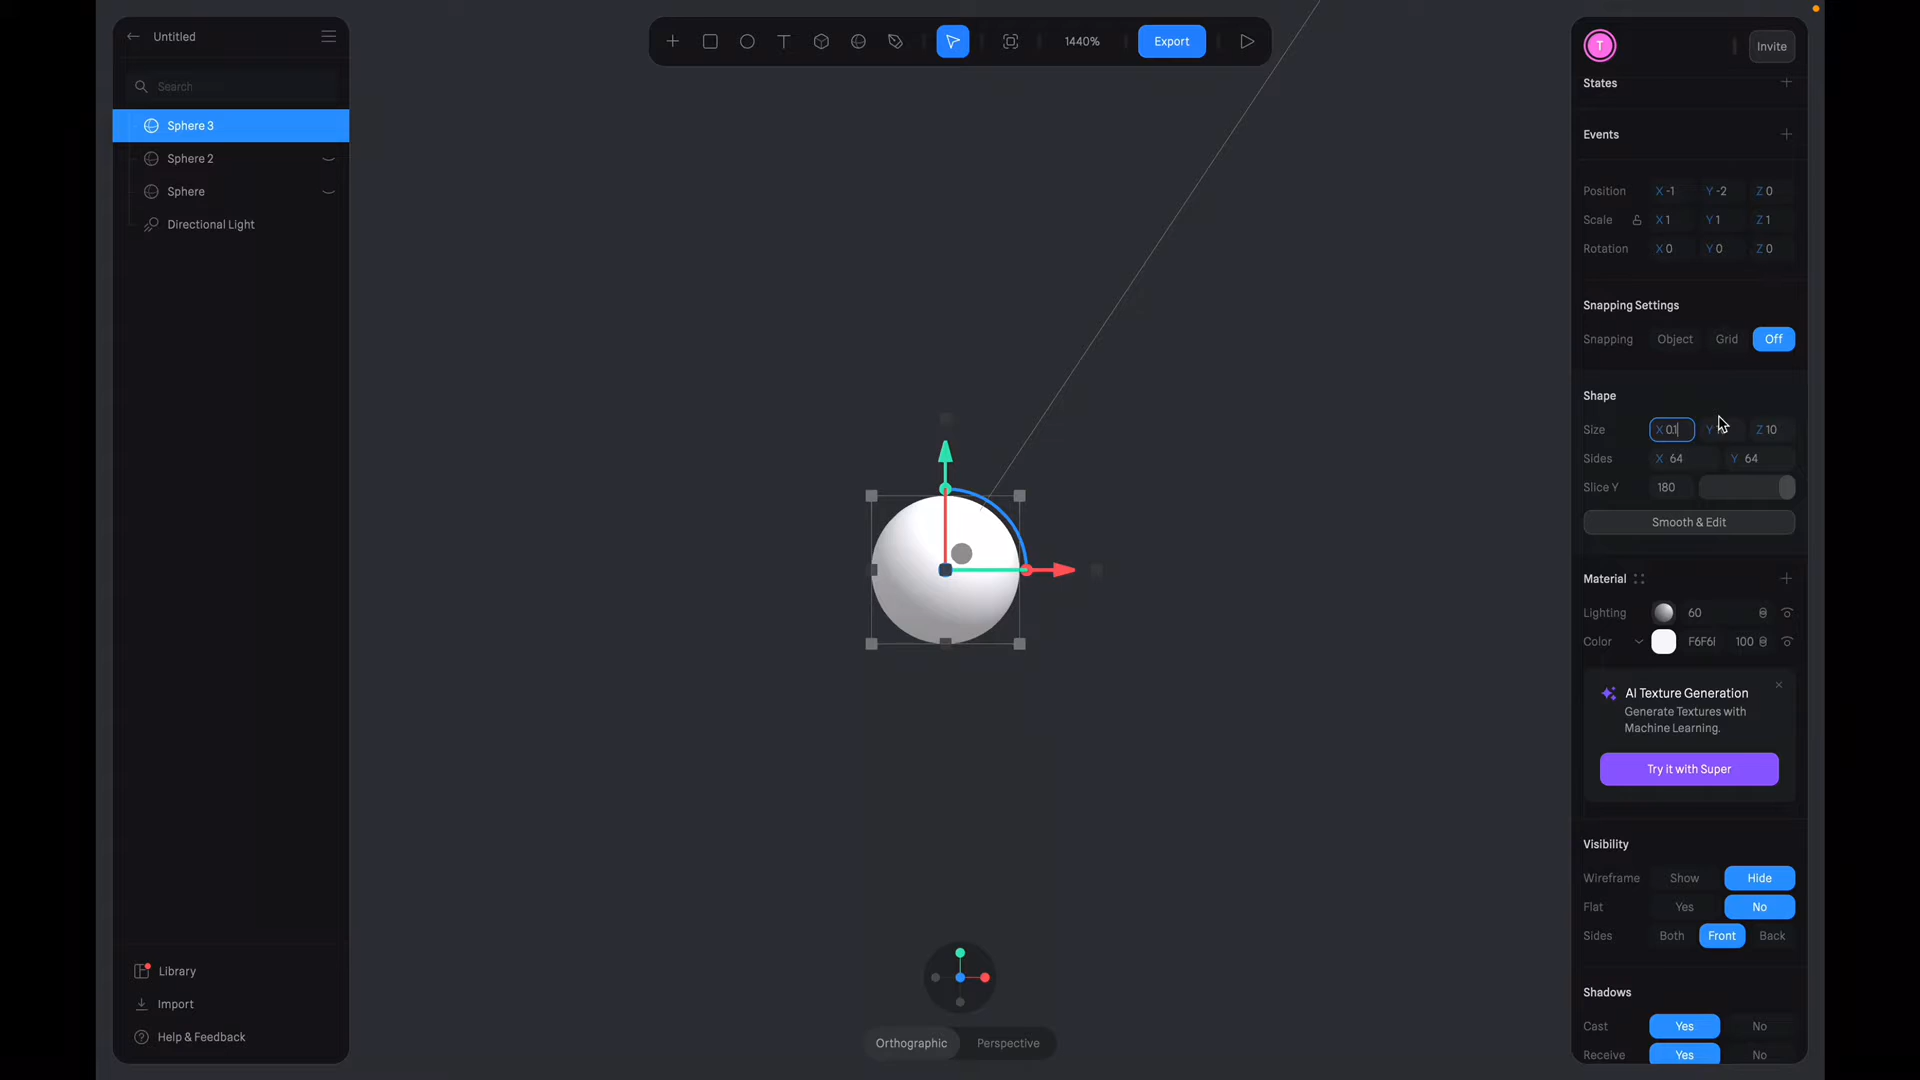 Untitled
1440%
Export
T
Invite
Search
Sphere 3
Sphere 2
Sphere
Directional Light
Library
Import
Help & Feedback
Orthographic
Perspective
States
Events
Position X -1 Y -2 Z 0
Scale X 1 Y 1 Z 1
Rotation X 0 Y 0 Z 0
Snapping Settings
Snapping Object Grid Off
Shape
Size X 0.1 Y Z 10
Sides X 64 Y 64
Slice Y 180
Smooth & Edit
Material
Lighting 60
Color F6F6 100
AI Texture Generation
Generate Textures with
Machine Learning.
Try it with Super
Visibility
Wireframe Show Hide
Flat Yes No
Sides Both Front Back
Shadows
Cast Yes No
Receive Yes No